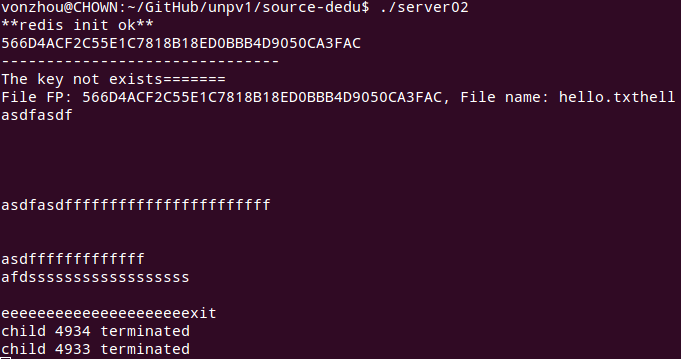 vonzhou@CHOWN:~/GitHub/unpv1/source-dedu$ ./server02
**redis init ok**
566D4ACF2C55E1C7818B18ED0BBB4D9050CA3FAC
-------------------------------
The key not exists=======
File FP: 566D4ACF2C55E1C7818B18ED0BBB4D9050CA3FAC, File name: hello.txthell
asdfasdf
asdfasdfffffffffffffffffffffff
asdfffffffffffff
afdssssssssssssssssss
eeeeeeeeeeeeeeeeeeeeexit
child 4934 terminated
child 4933 terminated